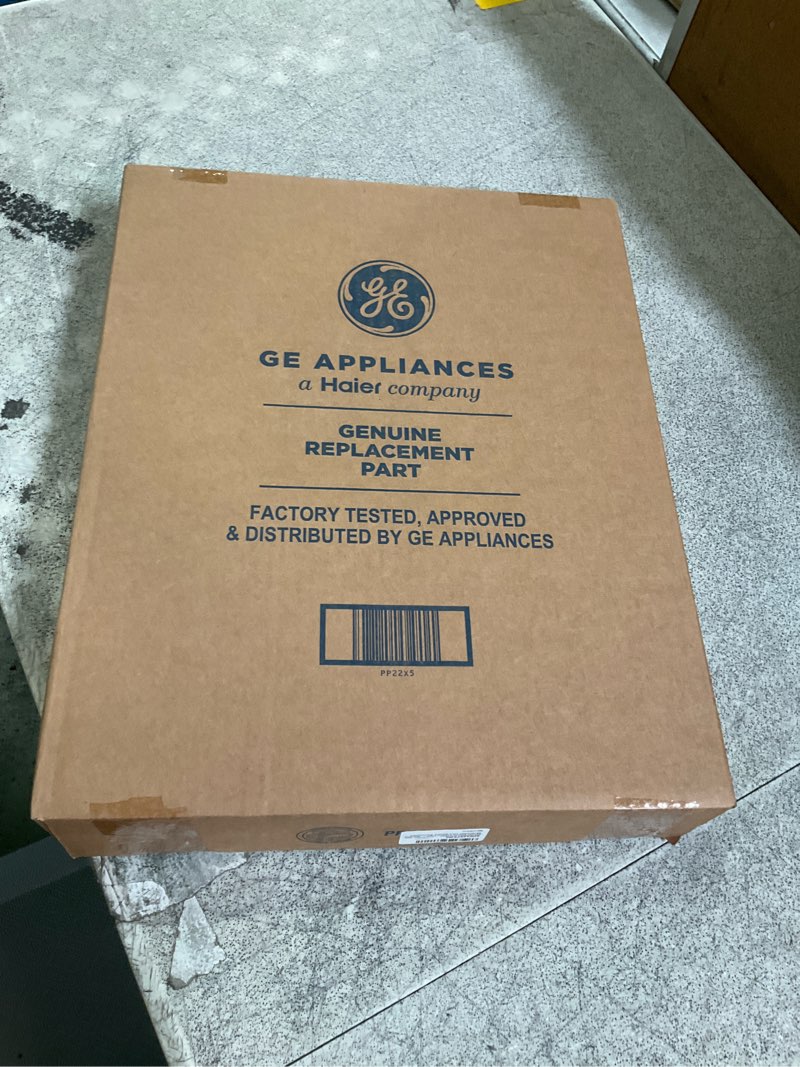 GE
GE APPLIANCES
a Haier company
GENUINE
REPLACEMENT
PART
FACTORY TESTED, APPROVED
& DISTRIBUTED BY GE APPLIANCES
PP22X5